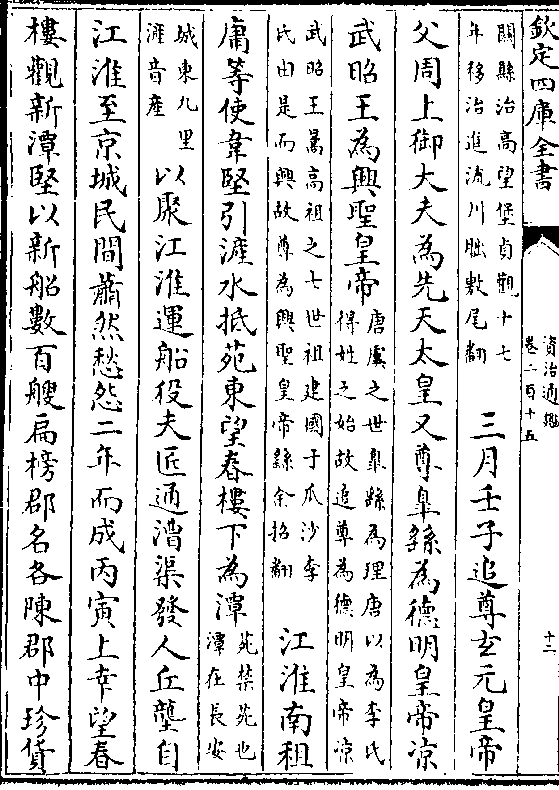 欽定四庫全書
資治通鑑
卷二百十五
十二
關縣治高望堡貞觀十七
年移治進洮川朏敷尾翻
三月壬子追尊玄元皇帝
父周上御大夫為先天太皇又尊臯繇為德明皇帝凉
武昭王為興聖皇帝
唐虞之世臯繇為理唐以為李氏
得姓之始故追尊為德明皇帝凉
武昭王暠高祖之七世祖建國于瓜沙李
氏由是而興故尊為興聖皇帝繇余招翻
江淮南租
庸等使韋堅引滻水抵苑東望春樓下為潭
苑禁苑也
潭在長安
城東九里
滻音產
以聚江淮運船役夫匠通漕渠發人丘壟自
江淮至京城民間蕭然愁怨二年而成丙寅上幸望春
樓觀新潭堅以新船數百艘扁榜郡名各陳郡中珍貨